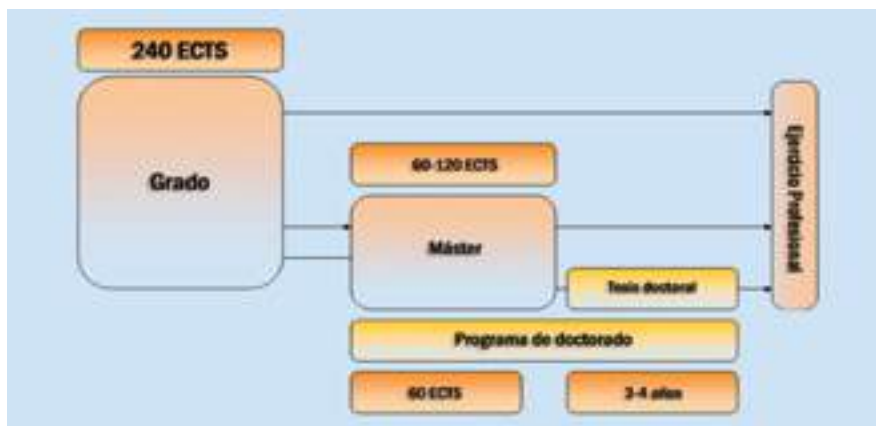 240 ECTS
Grado
60-120 ECTS
Máster
Tesis doctoral
Programa de doctorado
60 ECTS
3-4 años
Ejercicio Profesional